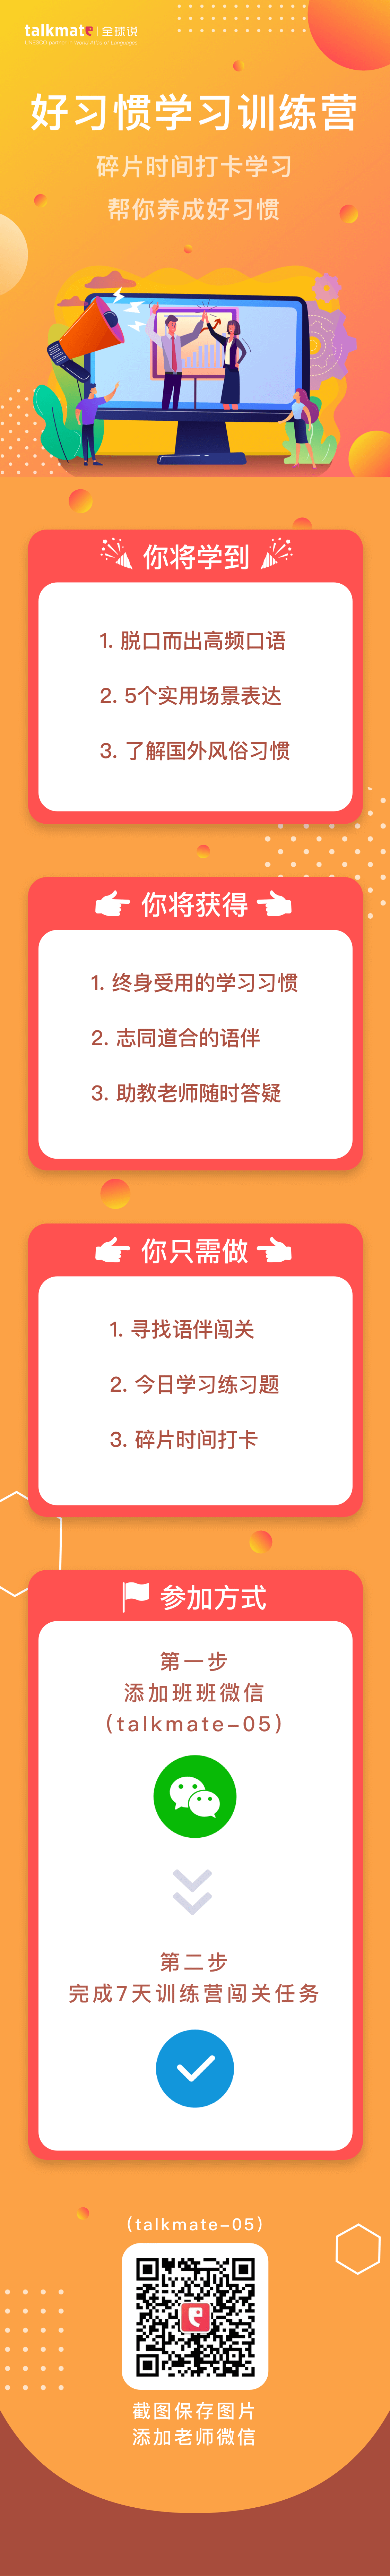 talkmate 全球说
UNESCO partner in World Atlas of Languages
好习惯学习训练营
碎片时间打卡学习
帮你养成好习惯
你将学到
1. 脱口而出高频口语
2. 5个实用场景表达
3. 了解国外风俗习惯
你将获得
1. 终身受用的学习习惯
2. 志同道合的语伴
3. 助教老师随时答疑
你只需做
1. 寻找语伴闯关
2. 今日学习练习题
3. 碎片时间打卡
参加方式
第一步
添加班班微信
(talkmate-05)
第二步
完成7天训练营闯关任务
(talkmate-05)
截图保存图片
添加老师微信